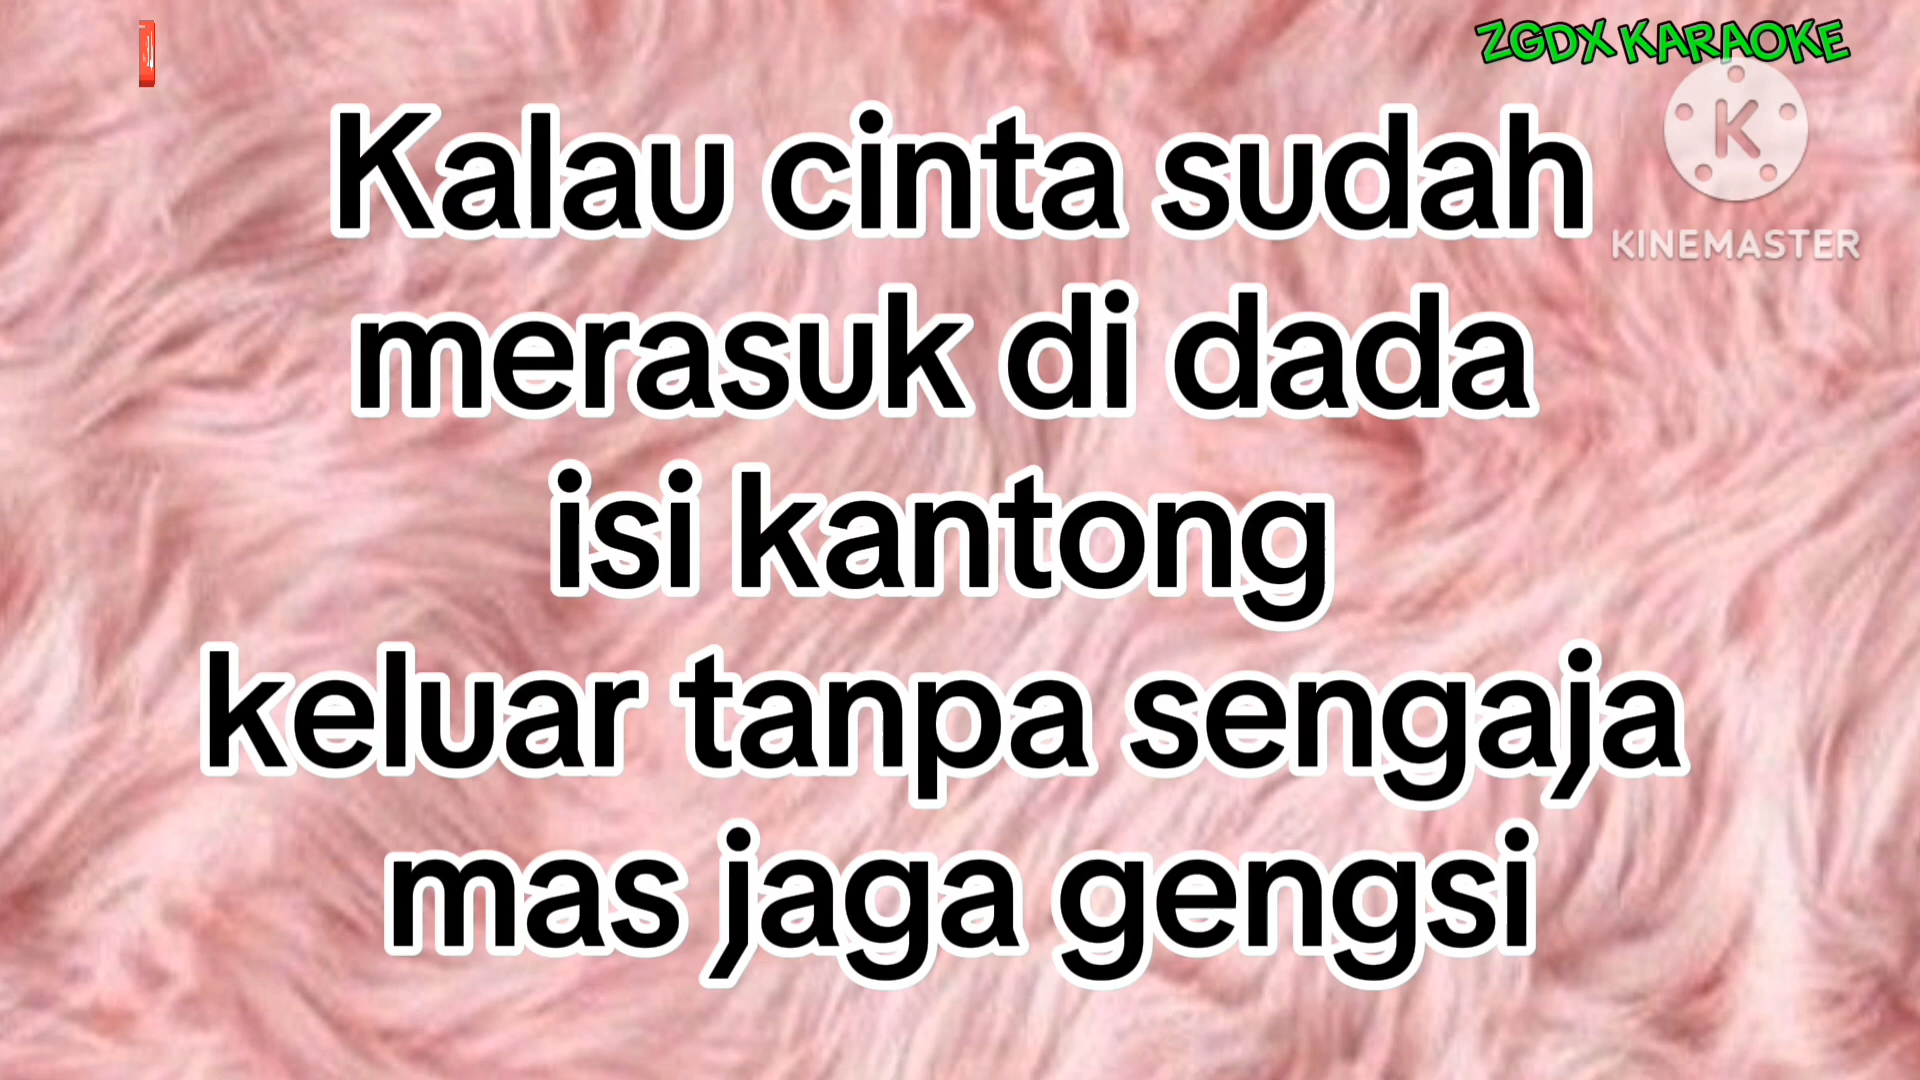 ZGDX KARAOKE
K
KINEMASTER
Kalau cinta sudah
merasuk di dada
isi kantong
keluar tanpa sengaja
mas jaga gengsi